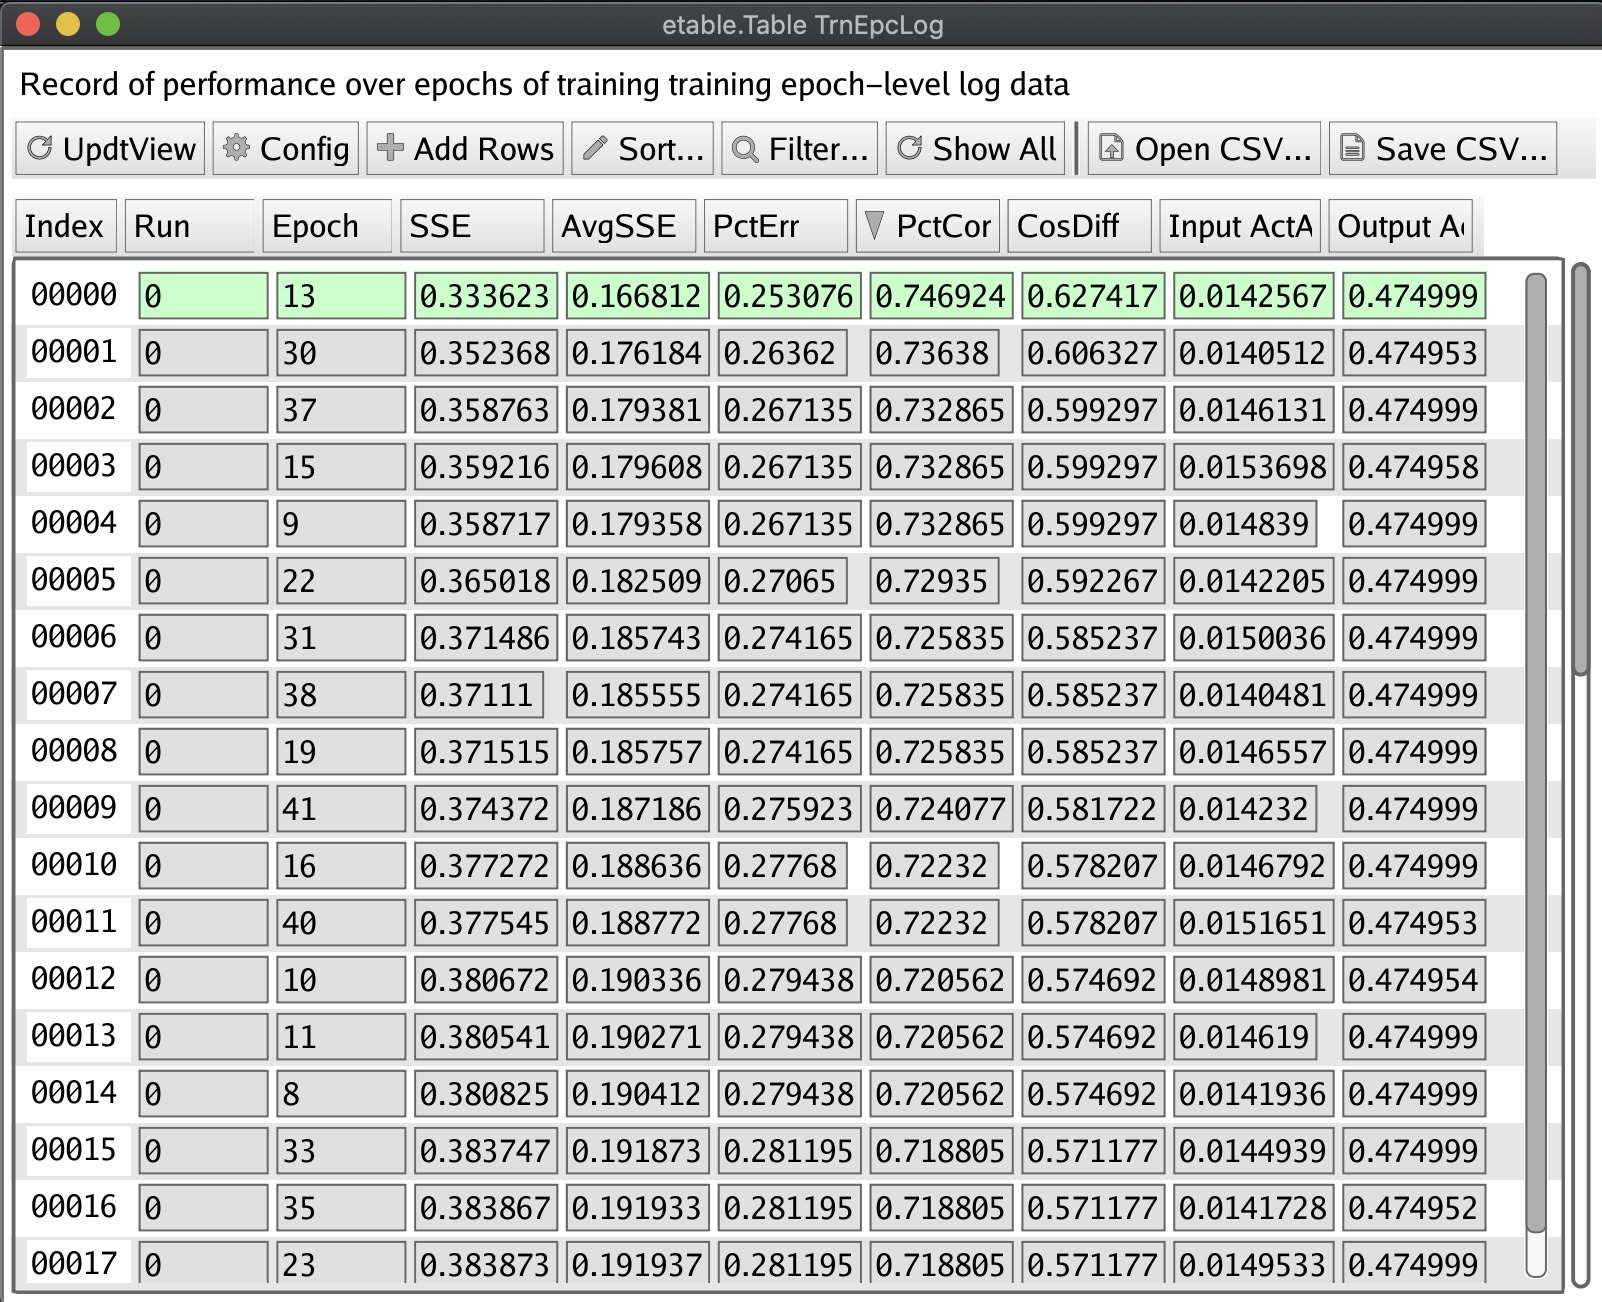 etable.Table TrnEpcLog
Record of performance over epochs of training training epoch-level log data
UpdtView Config Add Rows Sort... Filter... Show All Open CSV... Save CSV...
Index Run Epoch SSE AvgSSE PctErr PctCor CosDiff Input ActA Output Ac
00000 0 13 0.333623 0.166812 0.253076 0.746924 0.627417 0.0142567 0.474999
00001 0 30 0.352368 0.176184 0.26362 0.73638 0.606327 0.0140512 0.474953
00002 0 37 0.358763 0.179381 0.267135 0.732865 0.599297 0.0146131 0.474999
00003 0 15 0.359216 0.179608 0.267135 0.732865 0.599297 0.0153698 0.474958
00004 0 9 0.358717 0.179358 0.267135 0.732865 0.599297 0.014839 0.474999
00005 0 22 0.365018 0.182509 0.27065 0.72935 0.592267 0.0142205 0.474999
00006 0 31 0.371486 0.185743 0.274165 0.725835 0.585237 0.0150036 0.474999
00007 0 38 0.37111 0.185555 0.274165 0.725835 0.585237 0.0140481 0.474999
00008 0 19 0.371515 0.185757 0.274165 0.725835 0.585237 0.0146557 0.474999
00009 0 41 0.374372 0.187186 0.275923 0.724077 0.581722 0.014232 0.474999
00010 0 16 0.377272 0.188636 0.27768 0.72232 0.578207 0.0146792 0.474999
00011 0 40 0.377545 0.188772 0.27768 0.72232 0.578207 0.0151651 0.474953
00012 0 10 0.380672 0.190336 0.279438 0.720562 0.574692 0.0148981 0.474954
00013 0 11 0.380541 0.190271 0.279438 0.720562 0.574692 0.014619 0.474999
00014 0 8 0.380825 0.190412 0.279438 0.720562 0.574692 0.0141936 0.474999
00015 0 33 0.383747 0.191873 0.281195 0.718805 0.571177 0.0144939 0.474999
00016 0 35 0.383867 0.191933 0.281195 0.718805 0.571177 0.0141728 0.474952
00017 0 23 0.383873 0.191937 0.281195 0.718805 0.571177 0.0149533 0.474999